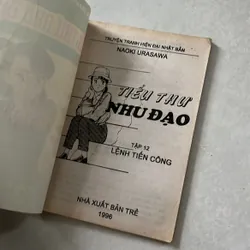 TRUYỆN TRANH HIỆN ĐẠI NHẬT BẢN
NAOKI URASAWA
TIỂU THƯ
NHU ĐẠO
TẬP 12
LỆNH TIẾN CÔNG
NHÀ XUẤT BẢN TRẺ
1996